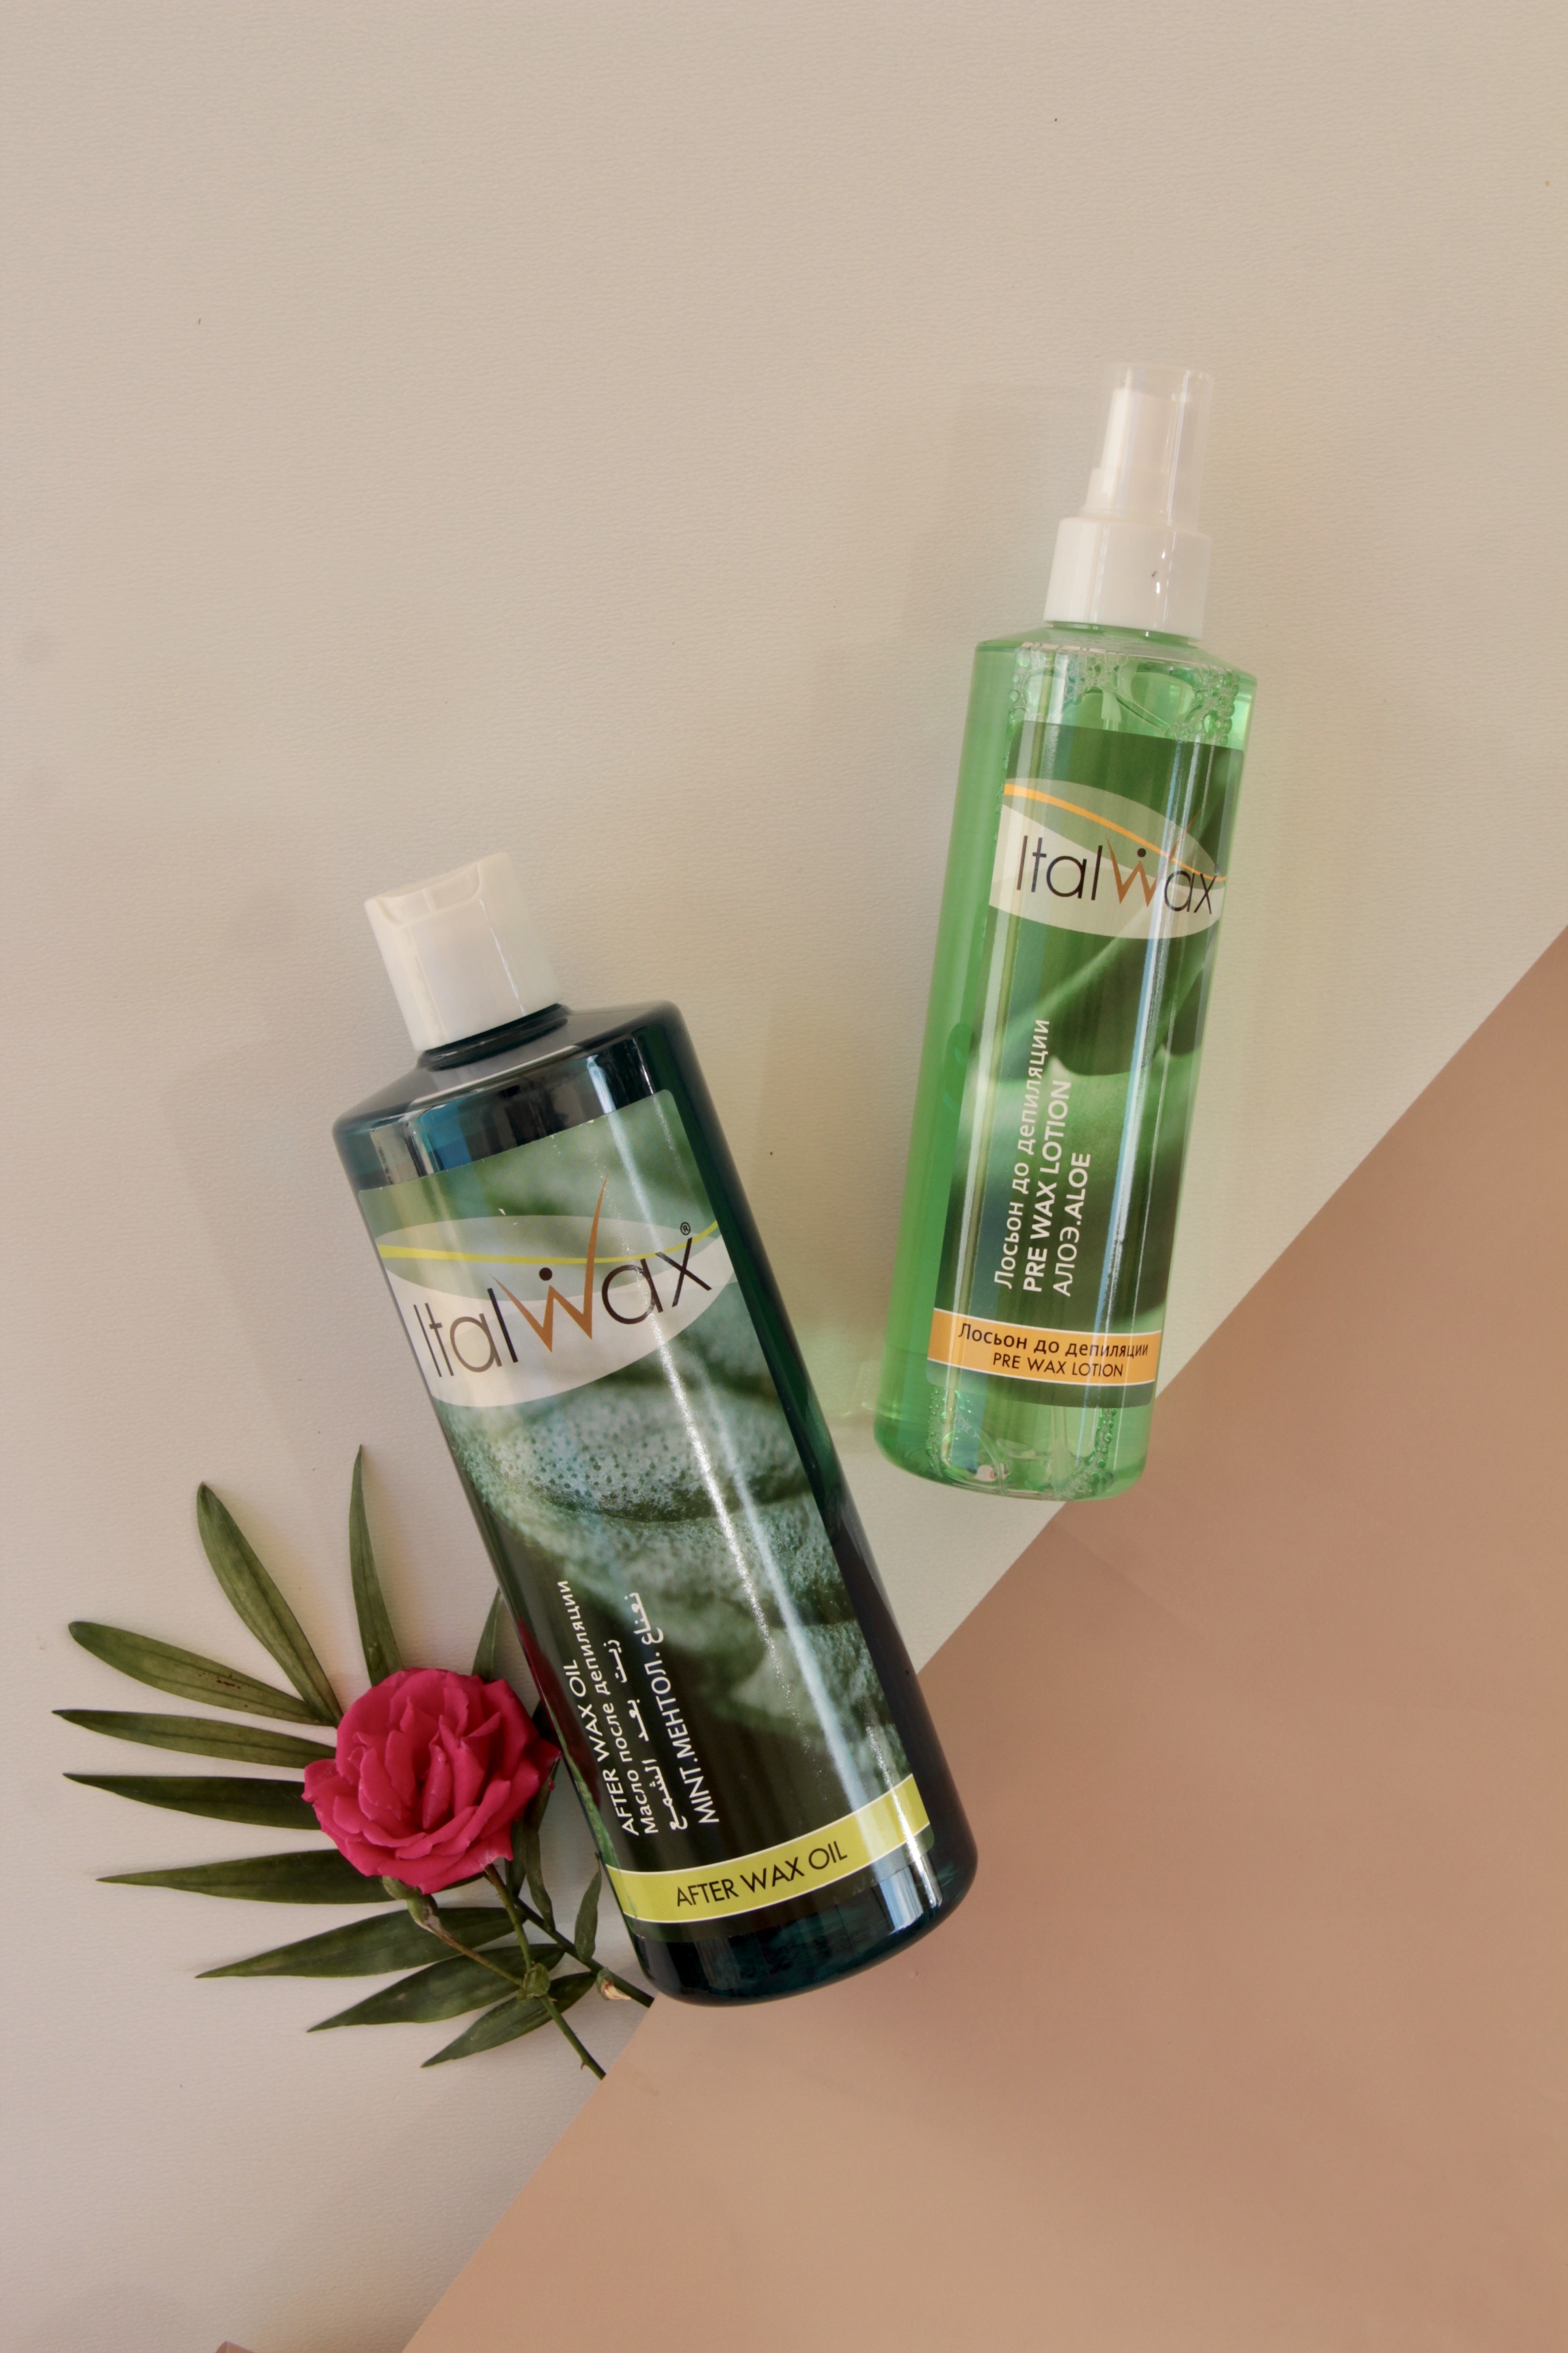 ItalWax
Лосьон до депиляции
PRE WAX LOTION
АЛОЭ.ALOE
Лосьон до депиляции
PRE WAX LOTION
ItalWax®
AFTER WAX OIL
Масло после депиляции
زيت بعد الشمع
MINT.МЕНТОЛ. نعناع
AFTER WAX OIL